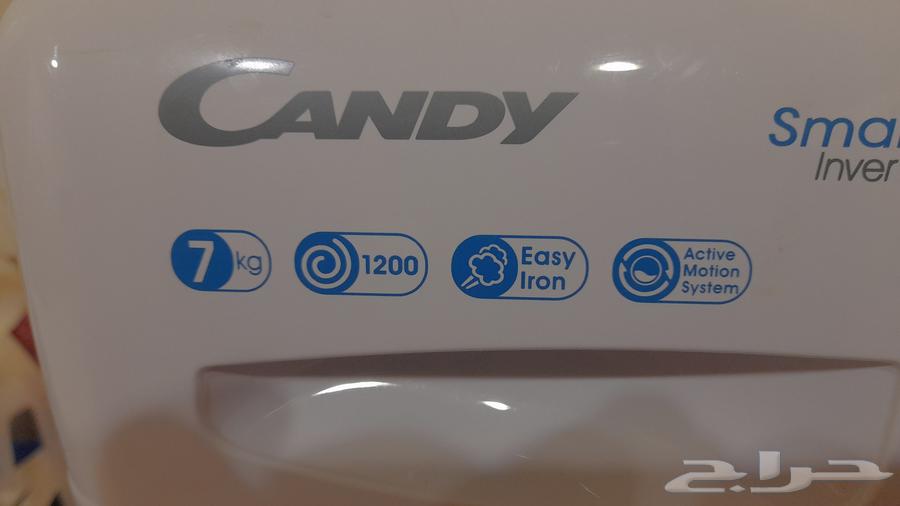 CANDY
Smar
Inver
7 kg
1200
Easy
Iron
Active
Motion
System
حراج